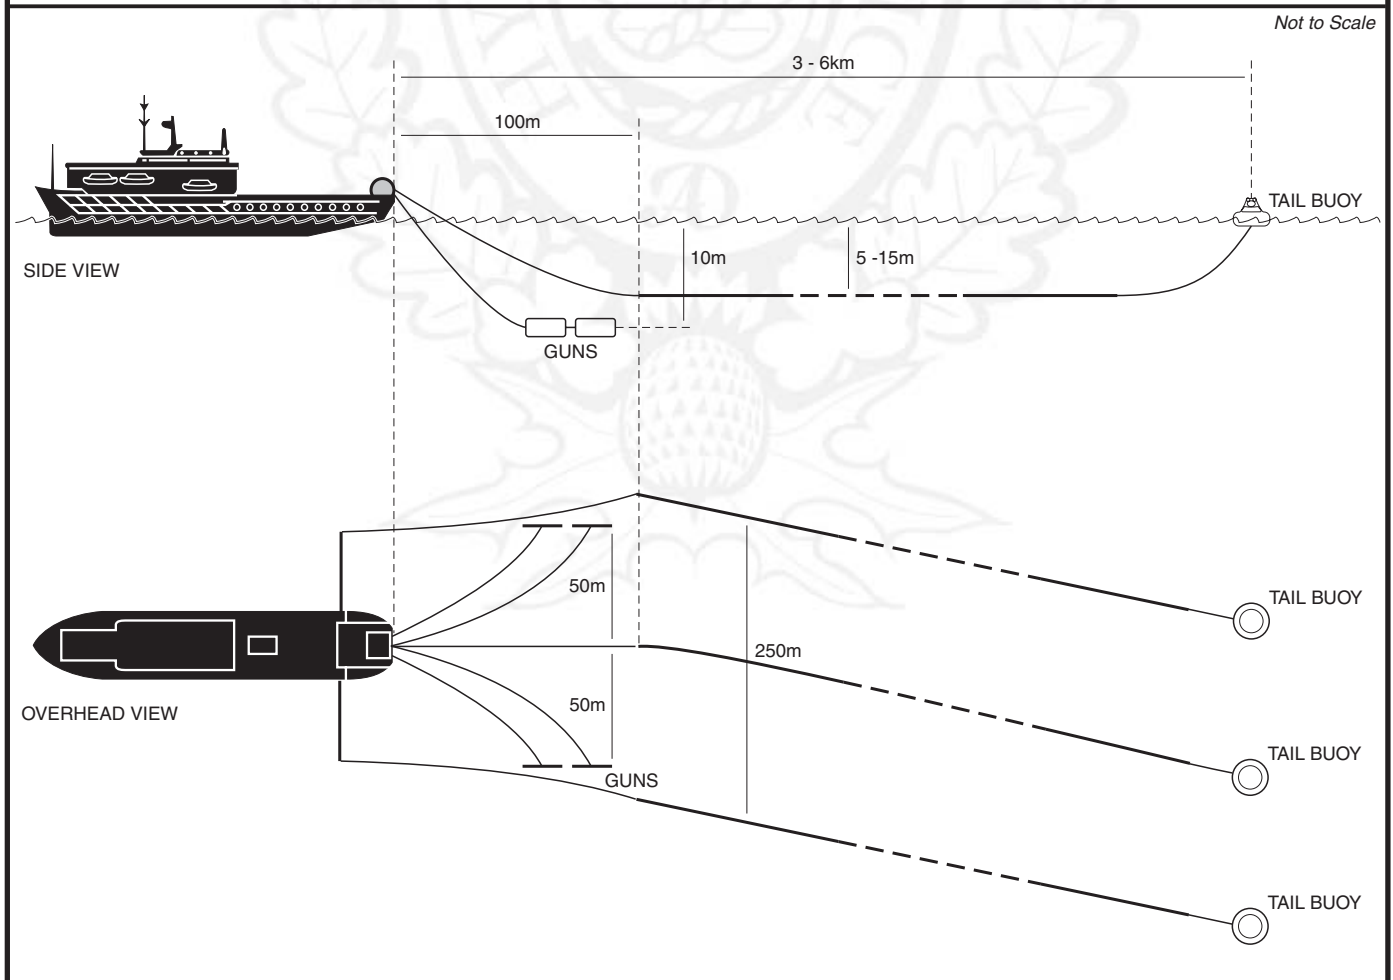 Not to Scale
3 - 6km
100m
TAIL BUOY
10m
5 -15m
SIDE VIEW
GUNS
50m
TAIL BUOY
250m
50m
OVERHEAD VIEW
TAIL BUOY
GUNS
TAIL BUOY